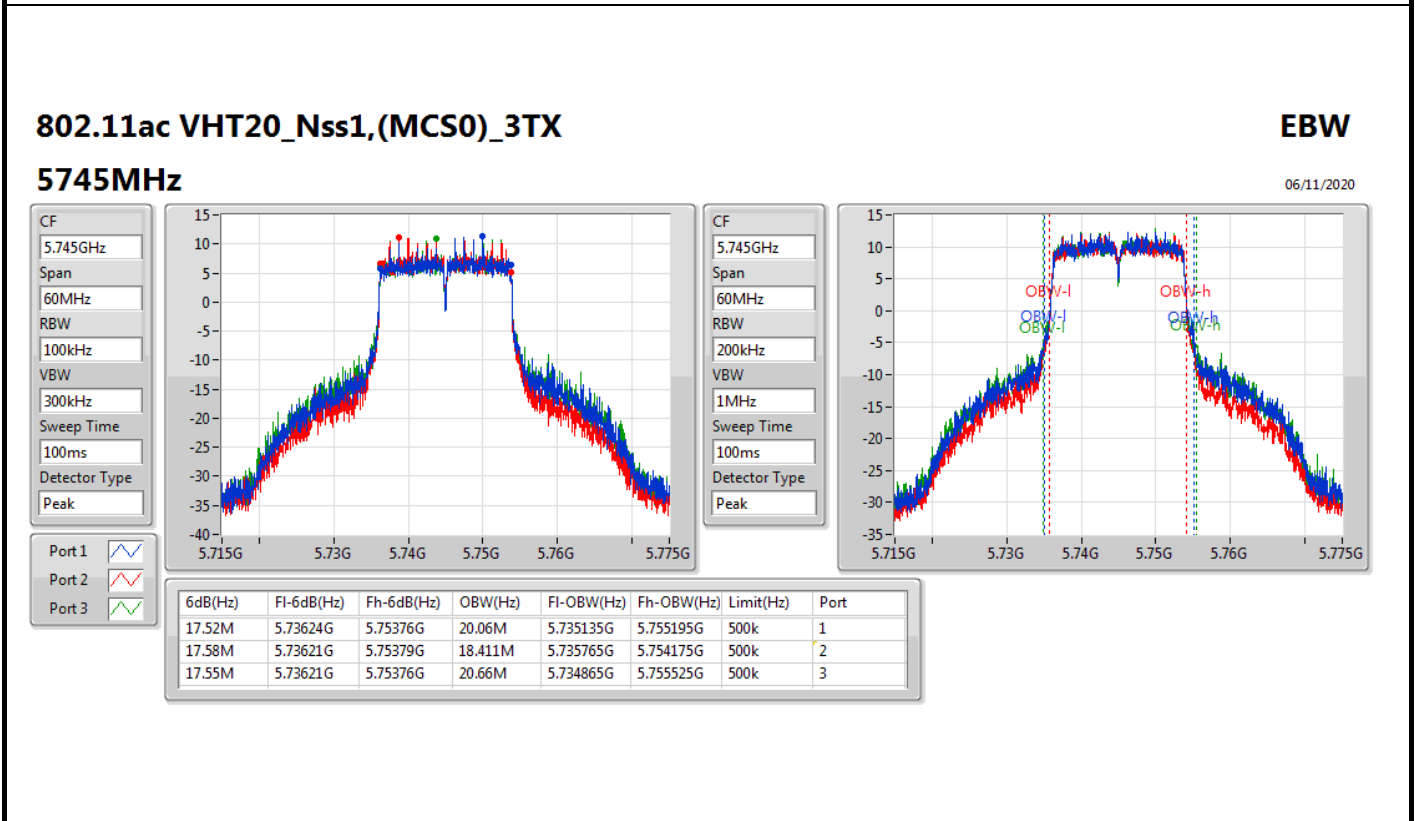 802.11ac VHT20_Nss1,(MCS0)_3TX
EBW
5745MHz
06/11/2020
CF
5.745GHz
Span
60MHz
RBW
100kHz
VBW
300kHz
Sweep Time
100ms
Detector Type
Peak
15
10
5
0
-5
-10
-15
-20
-25
-30
-35
-40
5.715G 5.73G 5.74G 5.75G 5.76G 5.775G
CF
5.745GHz
Span
60MHz
RBW
200kHz
VBW
1MHz
Sweep Time
100ms
Detector Type
Peak
15
10
5
0
-5
-10
-15
-20
-25
-30
-35
OBW-l OBW-h
OBW-l OBW-h
OBW-l OBW-h
5.715G 5.73G 5.74G 5.75G 5.76G 5.775G
Port 1
Port 2
Port 3
6dB(Hz) Fl-6dB(Hz) Fh-6dB(Hz) OBW(Hz) Fl-OBW(Hz) Fh-OBW(Hz) Limit(Hz) Port
17.52M 5.73624G 5.75376G 20.06M 5.735135G 5.755195G 500k 1
17.58M 5.73621G 5.75379G 18.411M 5.735765G 5.754175G 500k 2
17.55M 5.73621G 5.75376G 20.66M 5.734865G 5.755525G 500k 3